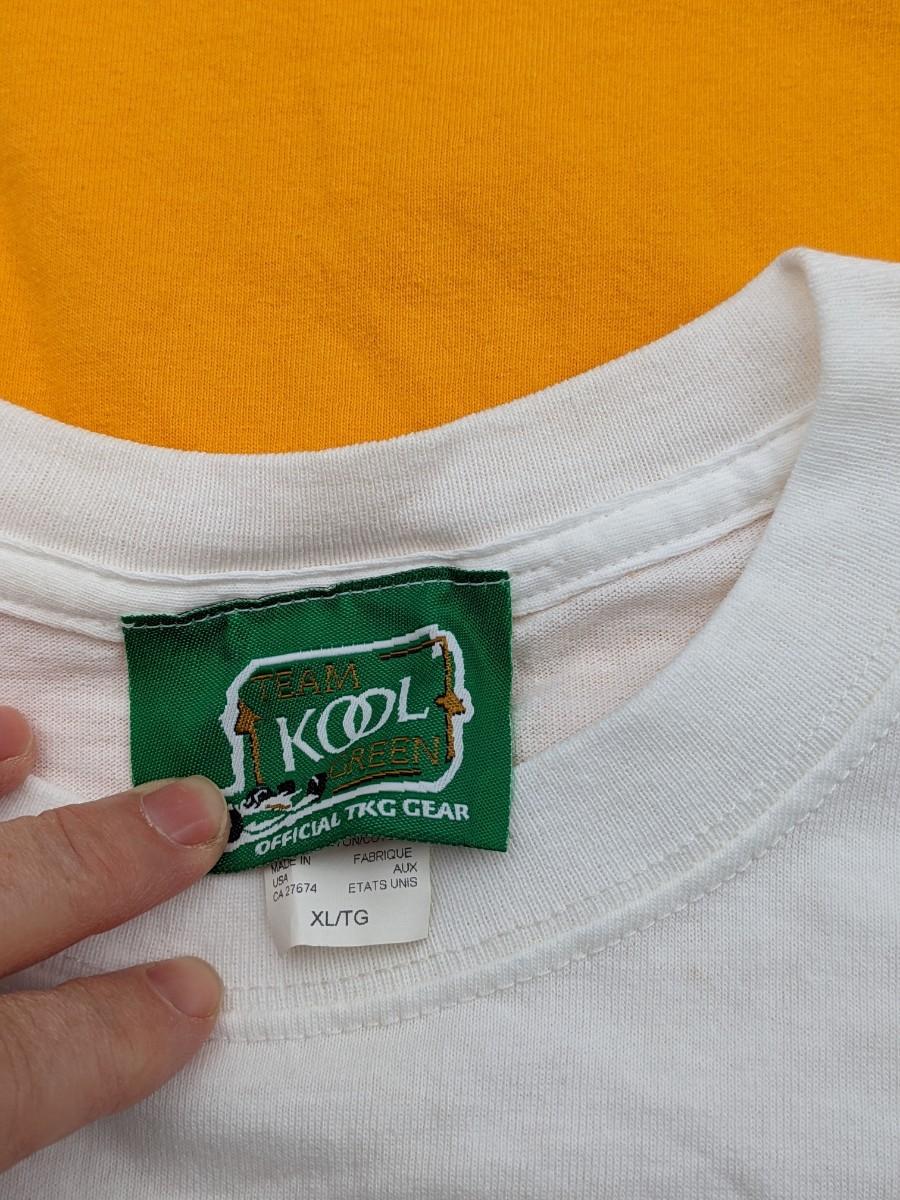 TEAM
KOOL
GREEN
OFFICIAL TKG GEAR
MADE IN FABRIQUE
USA AUX
CA 27674 ETATS UNIS
XL/TG